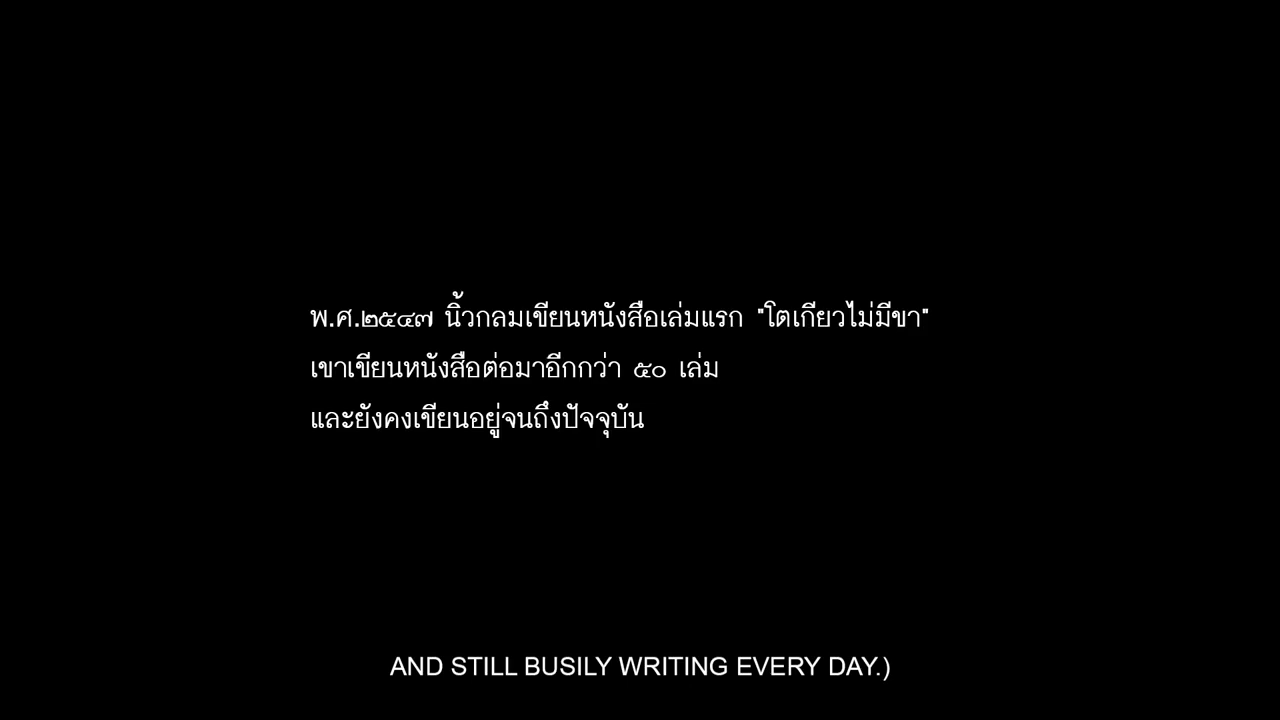 พ.ศ.๒๕๔๗ นิ้วกลมเขียนหนังสือเล่มแรก "โตเกียวไม่มีขา"
เขาเขียนหนังสือต่อมาอีกกว่า ๕๐ เล่ม
และยังคงเขียนอยู่จนถึงปัจจุบัน
AND STILL BUSILY WRITING EVERY DAY.)